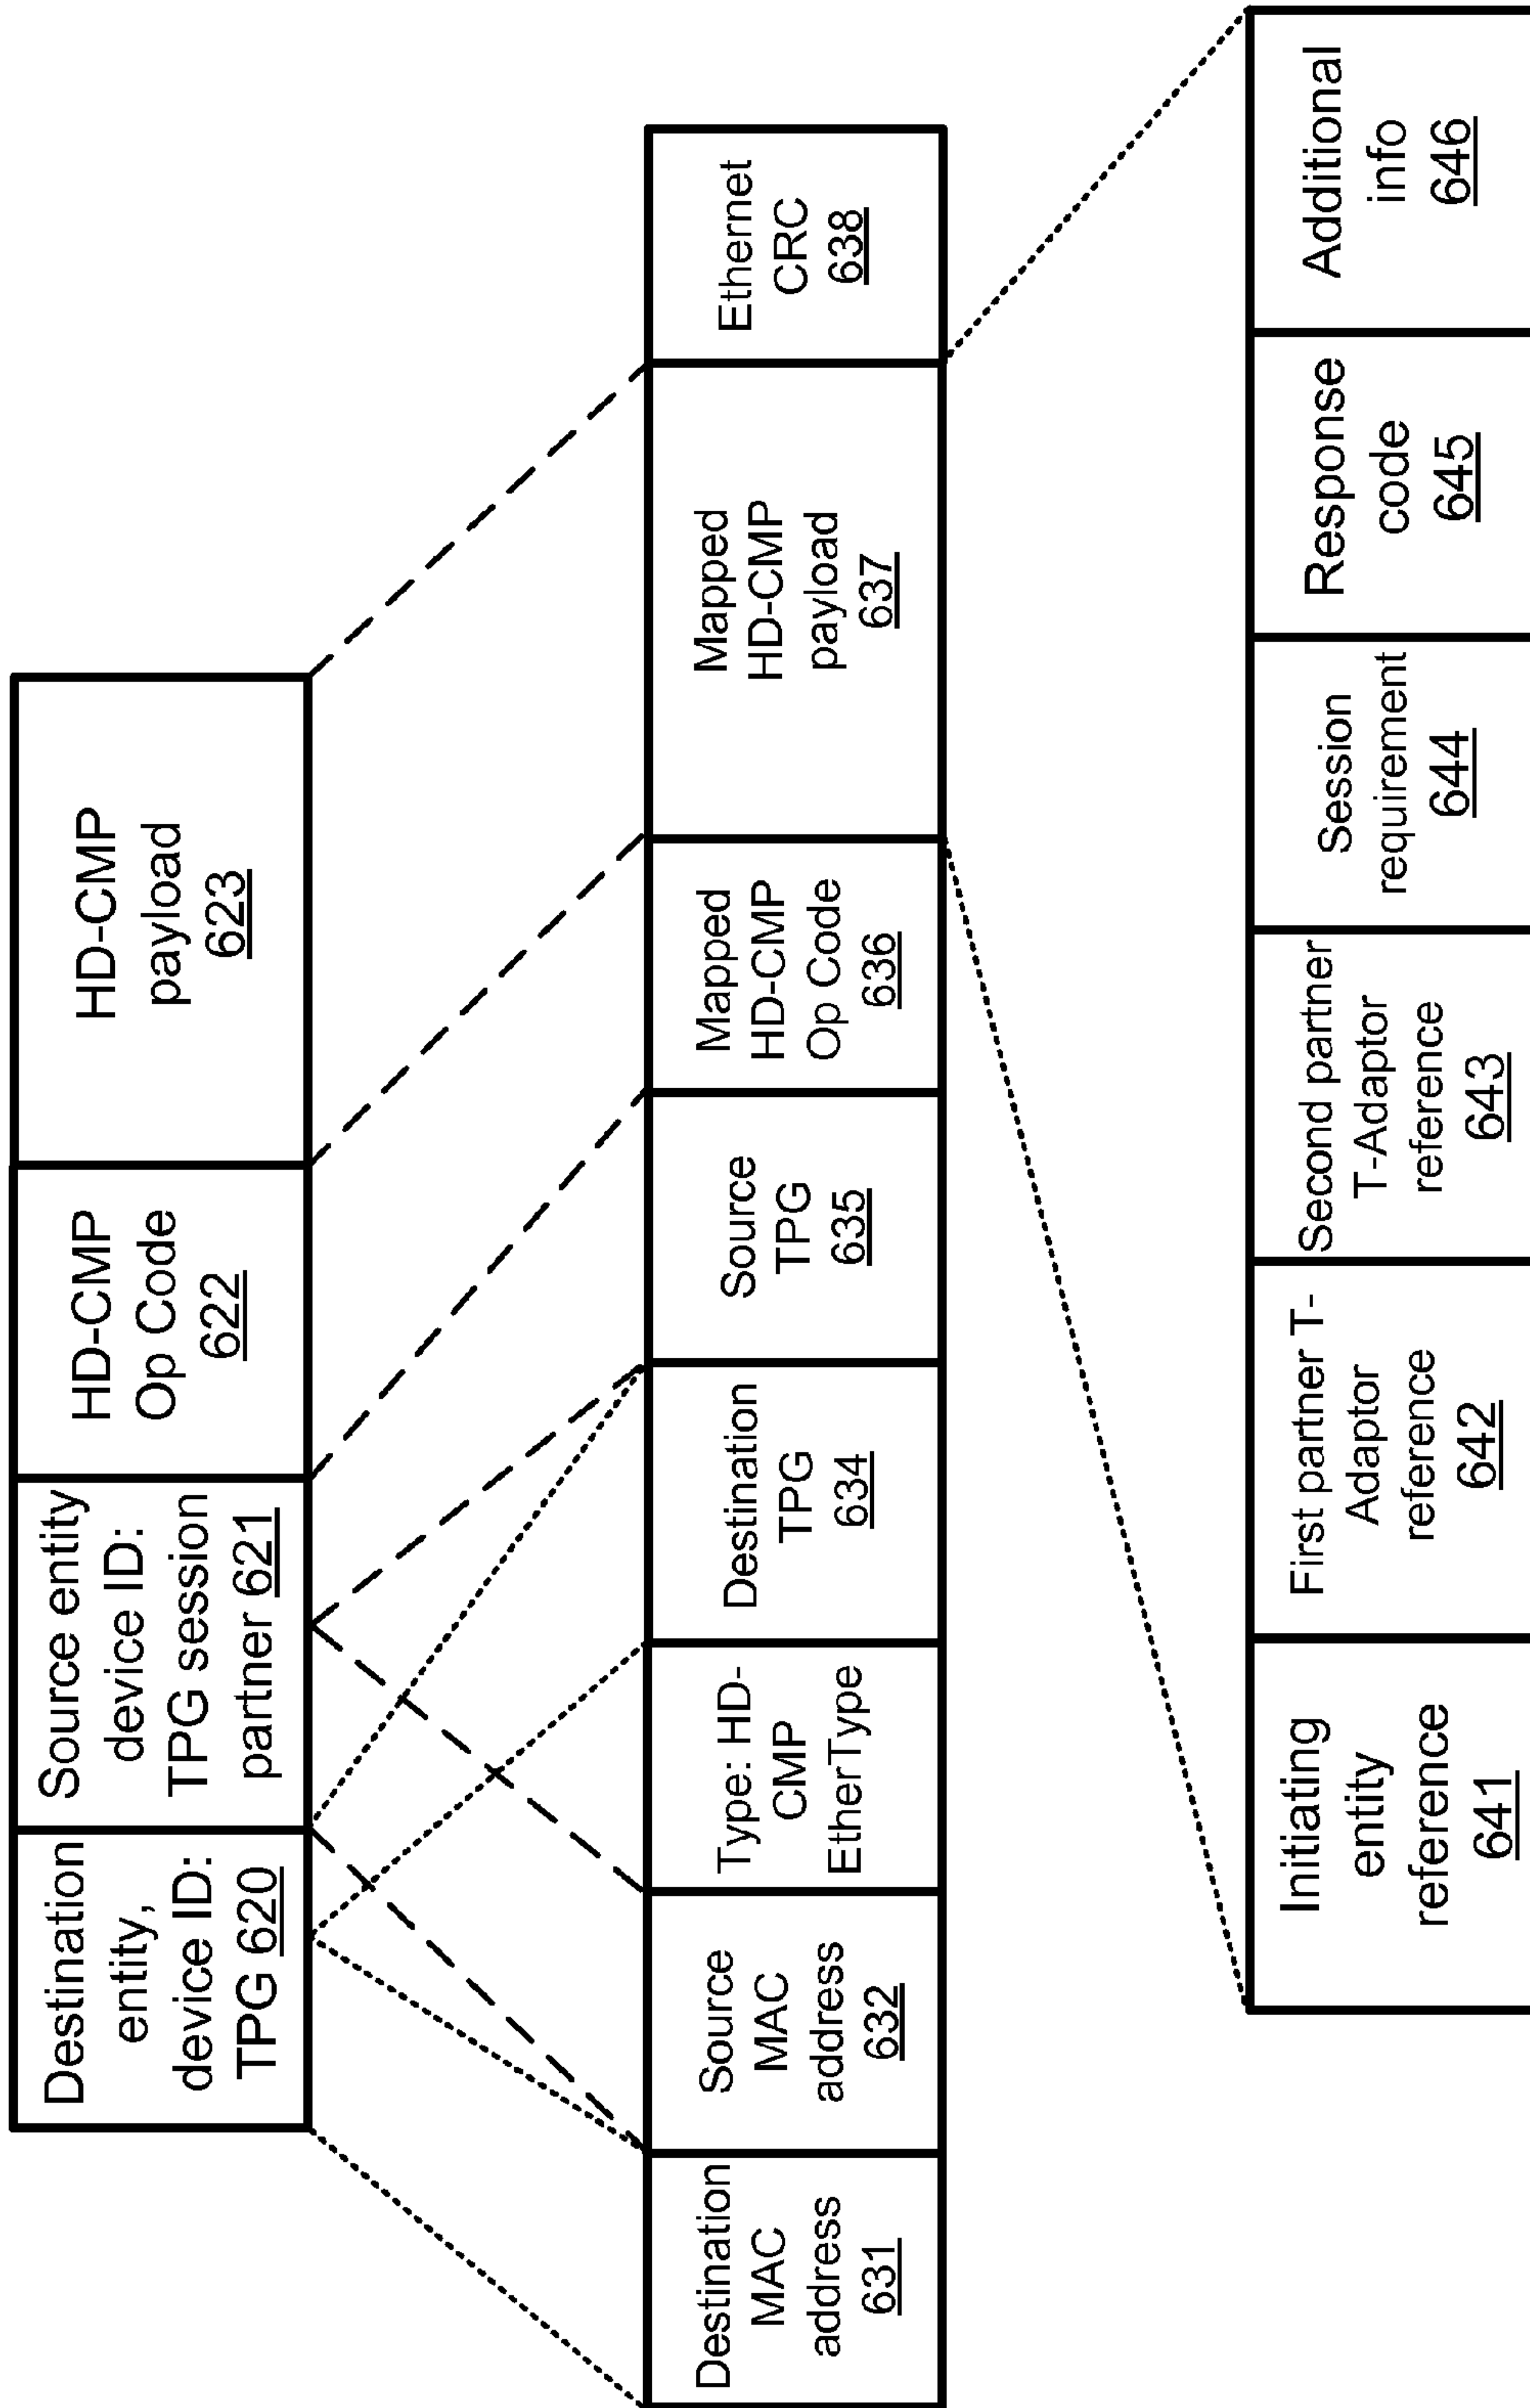 Destination
entity,
device ID:
TPG 620
Source entity
device ID:
TPG session
partner 621
HD-CMP
Op Code
622
HD-CMP
payload
623
Destination
MAC
address
631
Source
MAC
address
632
Type: HD-
CMP
EtherType
Destination
TPG
634
Source
TPG
635
Mapped
HD-CMP
Op Code
636
Mapped
HD-CMP
payload
637
Ethernet
CRC
638
Initiating
entity
reference
641
First partner T-
Adaptor
reference
642
Second partner
T-Adaptor
reference
643
Session
requirement
644
Response
code
645
Additional
info
646